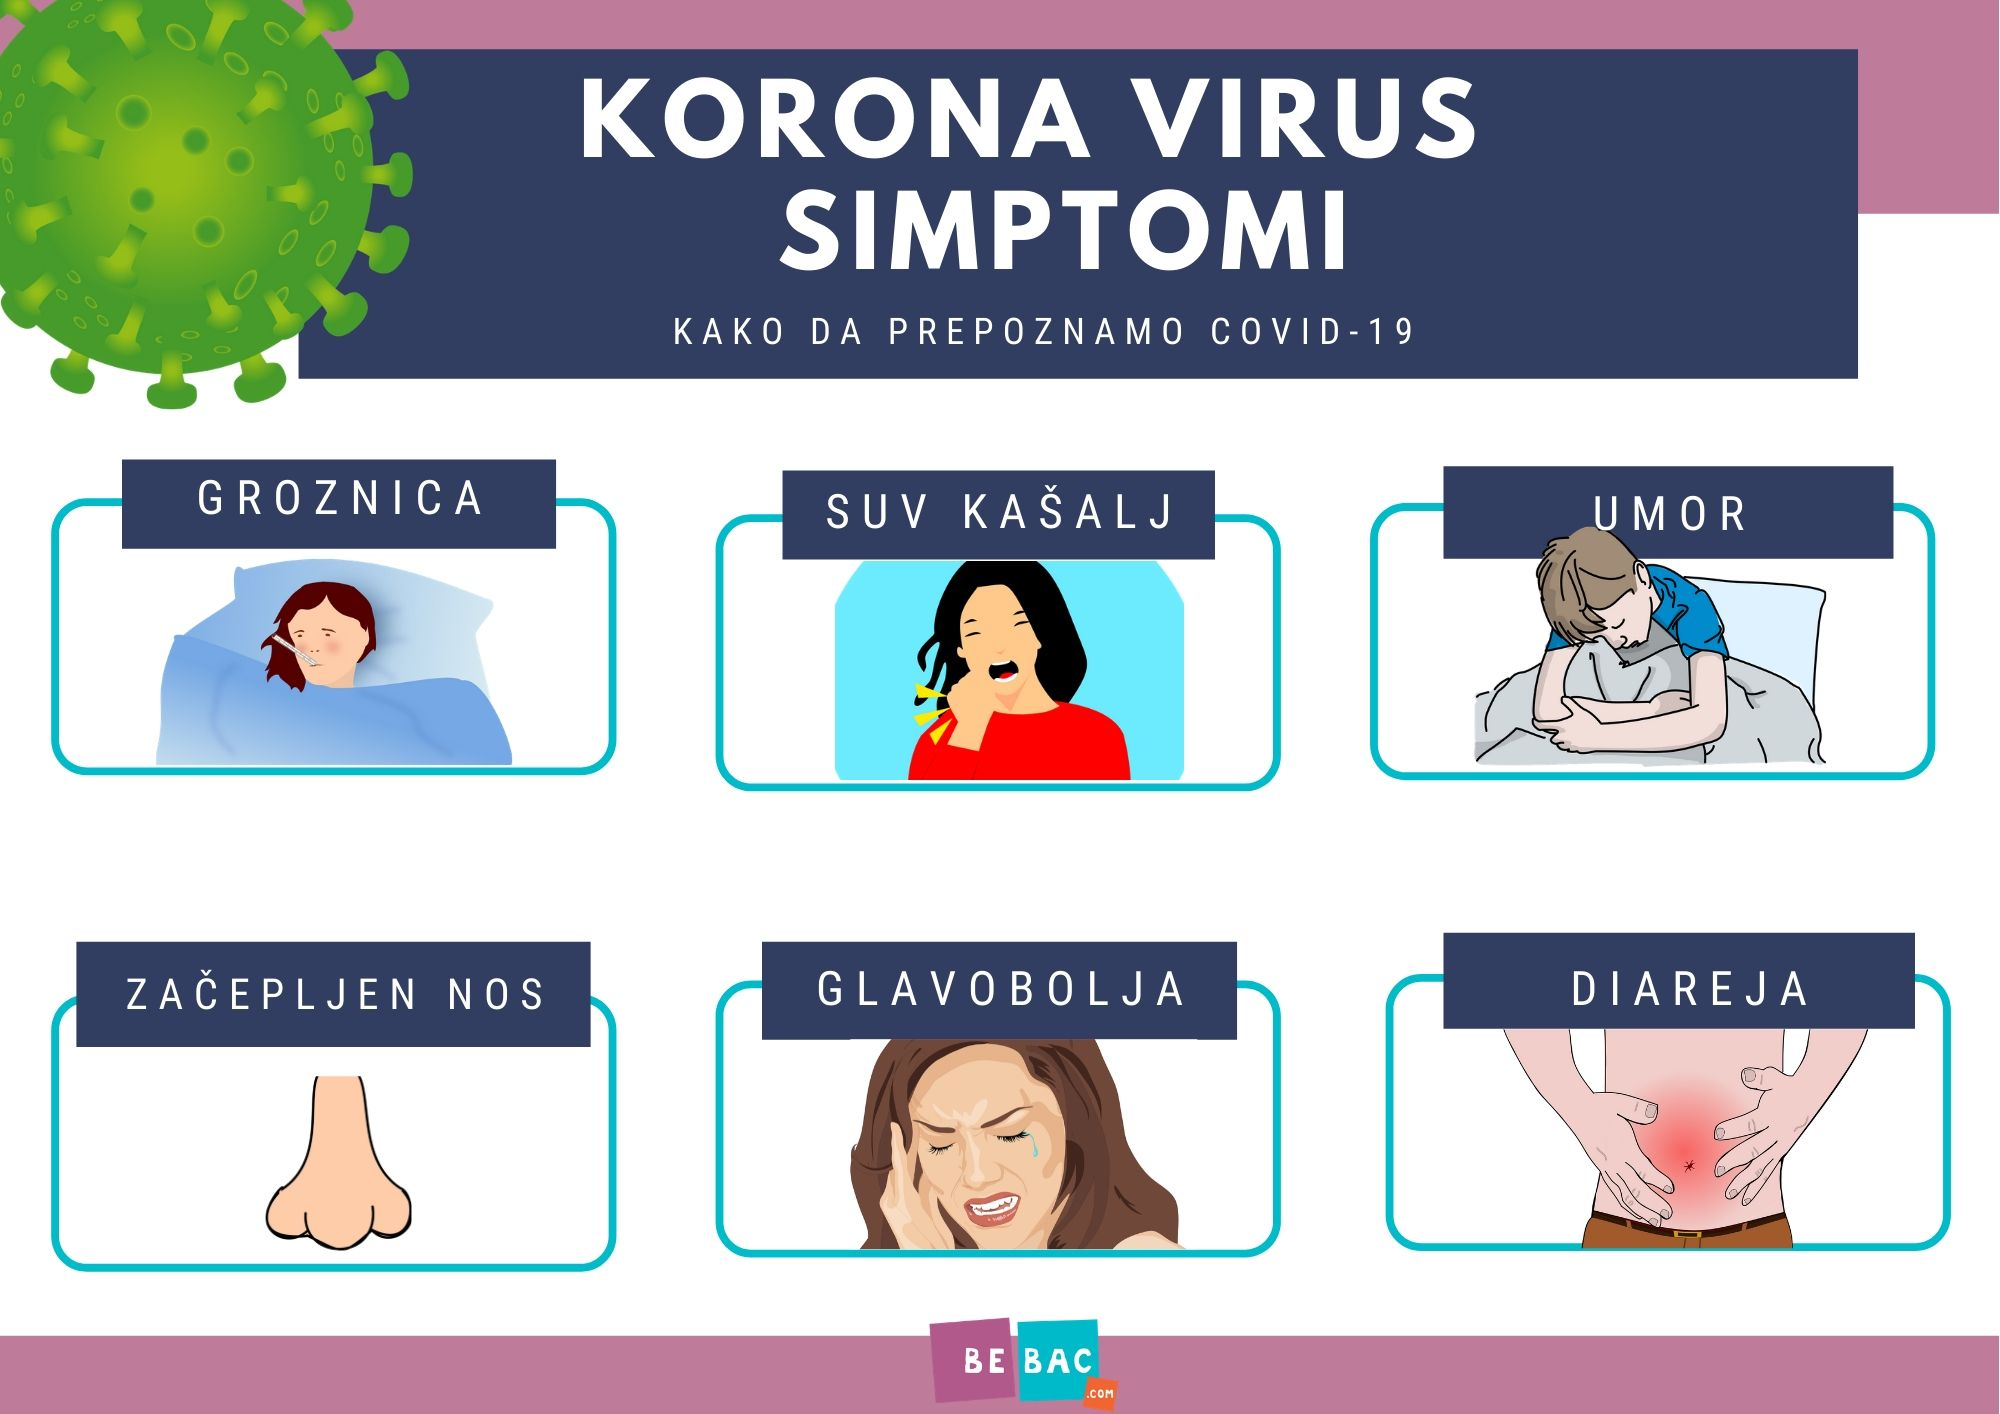 KORONA VIRUS
SIMPTOMI
KAKO DA PREPOZNAMO COVID-19
GROZNICA
SUV KAŠALJ
UMOR
ZAČEPLJEN NOS
GLAVOBOLJA
DIAREJA
BE BAC
.COM